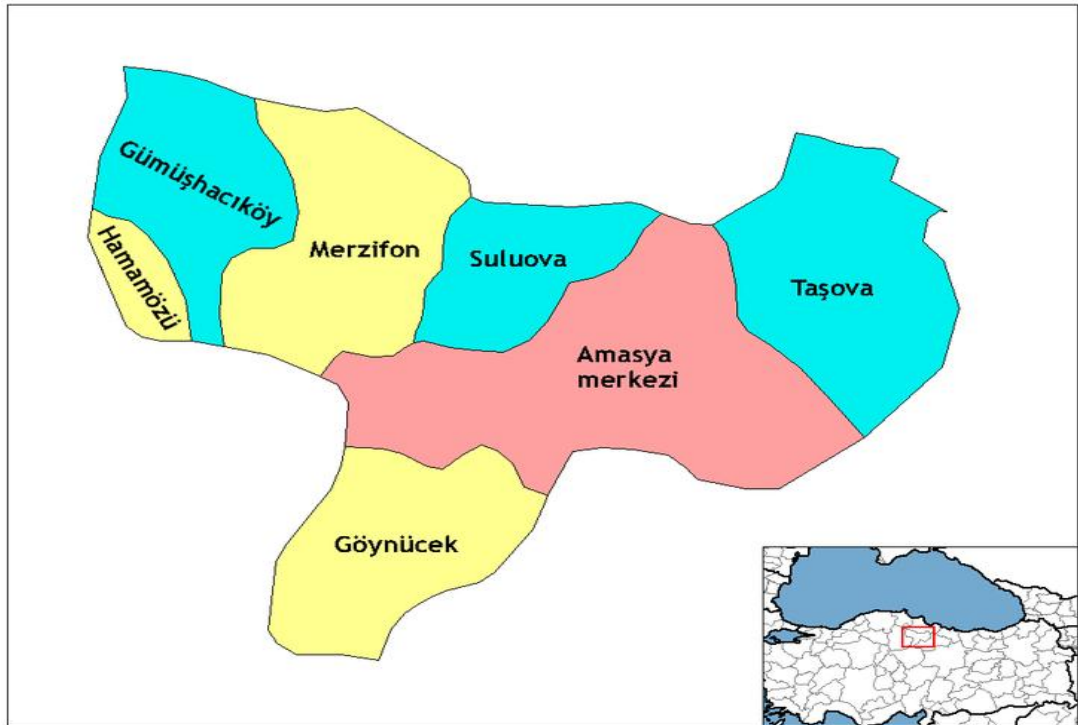 Gümüşhacıköy
Hamamözü
Merzifon
Suluova
Taşova
Amasya
merkezi
Göynücek